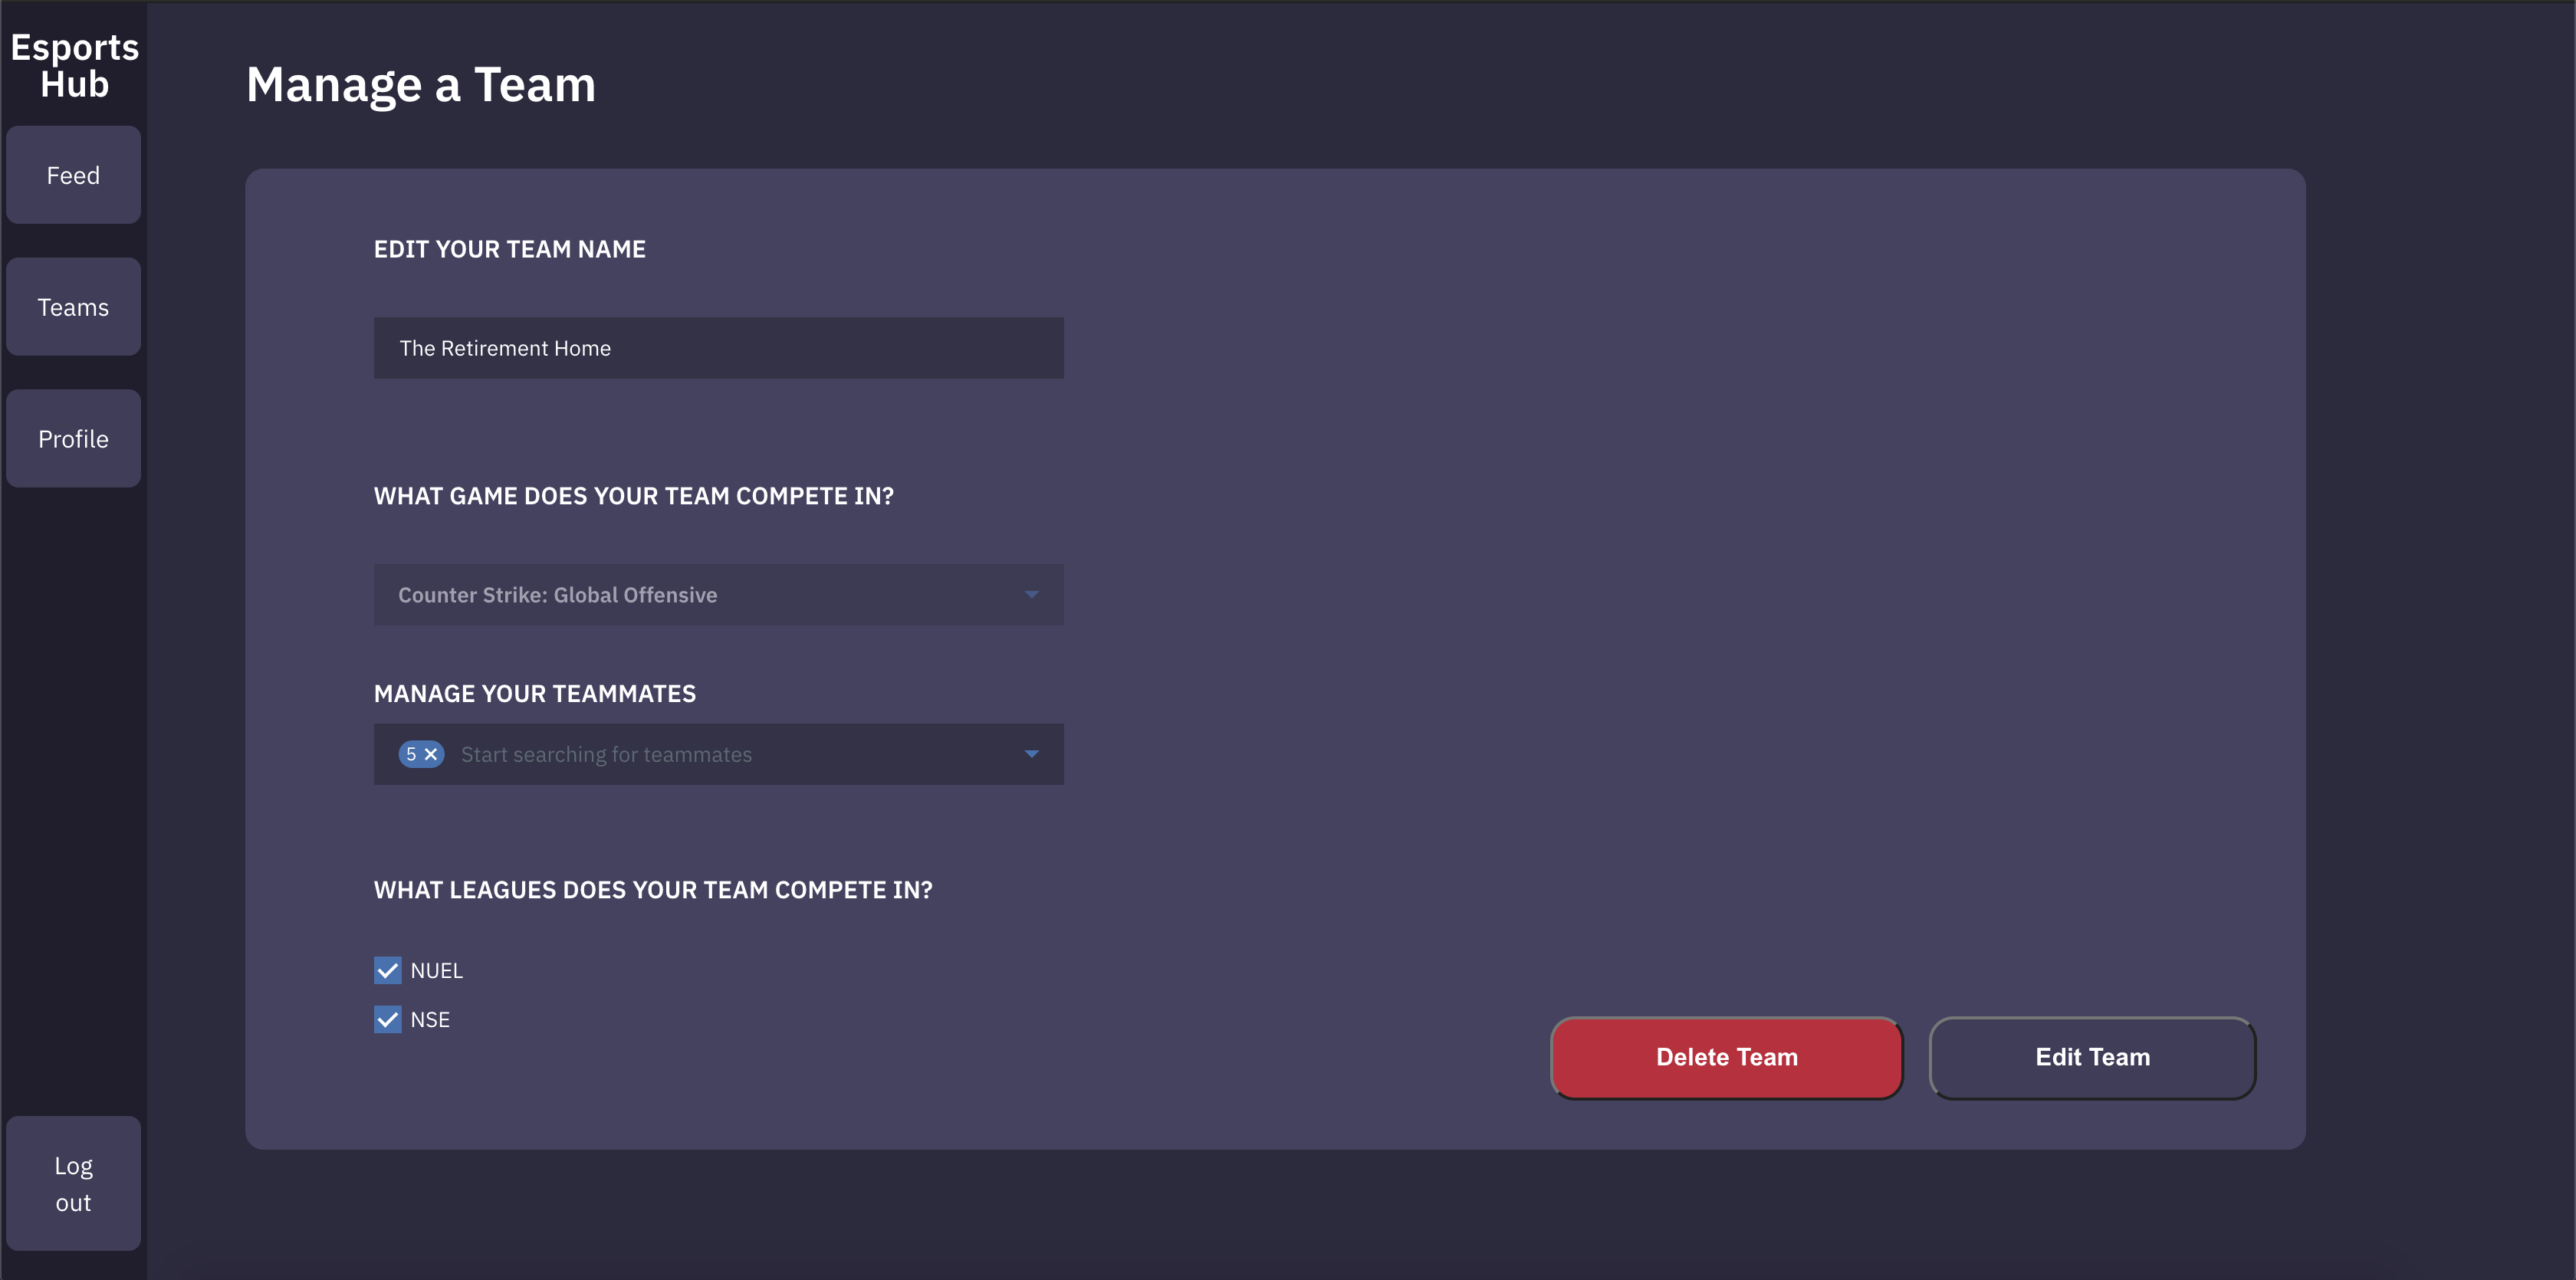 Esports
Hub
Feed
Teams
Profile
Log
out
Manage a Team
EDIT YOUR TEAM NAME
The Retirement Home
WHAT GAME DOES YOUR TEAM COMPETE IN?
Counter Strike: Global Offensive
MANAGE YOUR TEAMMATES
5 Start searching for teammates
WHAT LEAGUES DOES YOUR TEAM COMPETE IN?
NUEL
NSE
Delete Team
Edit Team